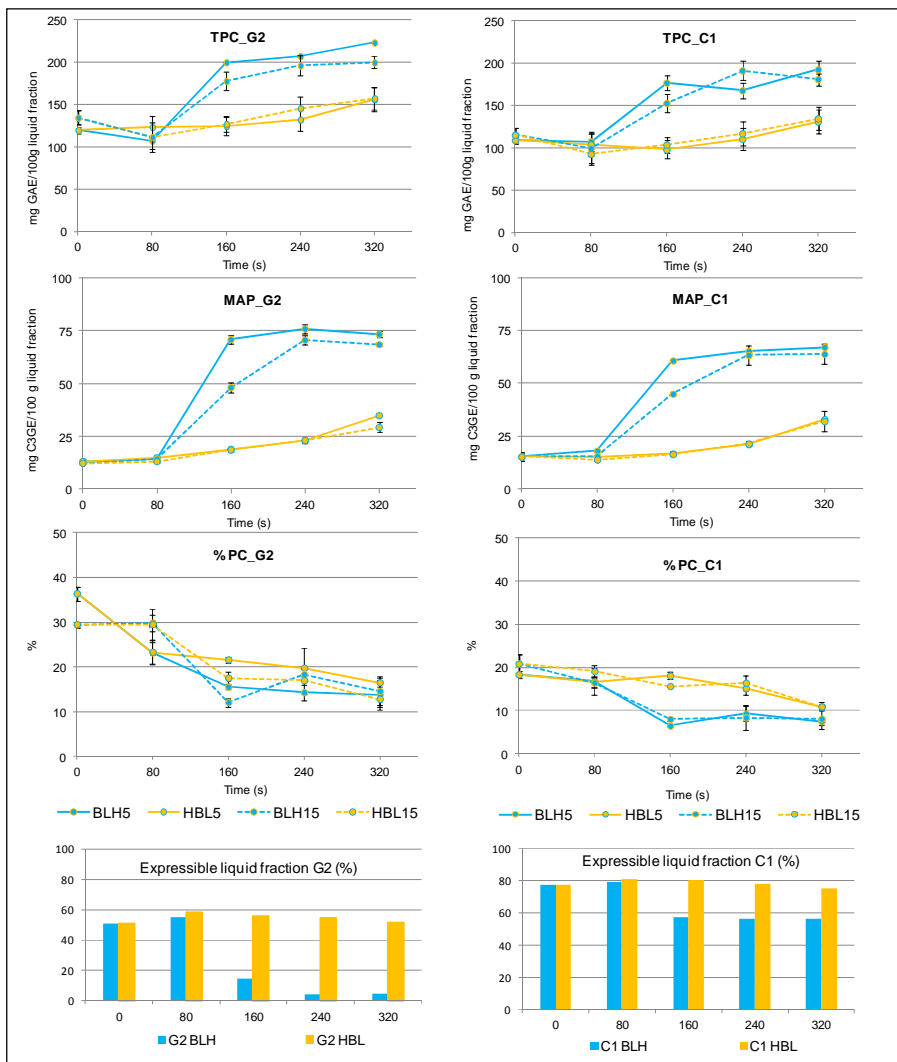 TPC_G2
mg GAE/100g liquid fraction
250
200
150
100
50
0
0 80 160 240 320
Time (s)
TPC_C1
mg GAE/100g liquid fraction
250
200
150
100
50
0
0 80 160 240 320
Time (s)
MAP_G2
mg C3GE/100 g liquid fraction
100
75
50
25
0
0 80 160 240 320
Time (s)
MAP_C1
mg C3GE/100 g liquid fraction
100
75
50
25
0
0 80 160 240 320
Time (s)
%PC_G2
%
50
40
30
20
10
0
0 80 160 240 320
Time (s)
BLH5 HBL5 BLH15 HBL15
%PC_C1
%
50
40
30
20
10
0
0 80 160 240 320
Time (s)
BLH5 HBL5 BLH15 HBL15
Expressible liquid fraction G2 (%)
100
80
60
40
20
0
0 80 160 240 320
G2 BLH G2 HBL
Expressible liquid fraction C1 (%)
100
80
60
40
20
0
0 80 160 240 320
C1 BLH C1 HBL